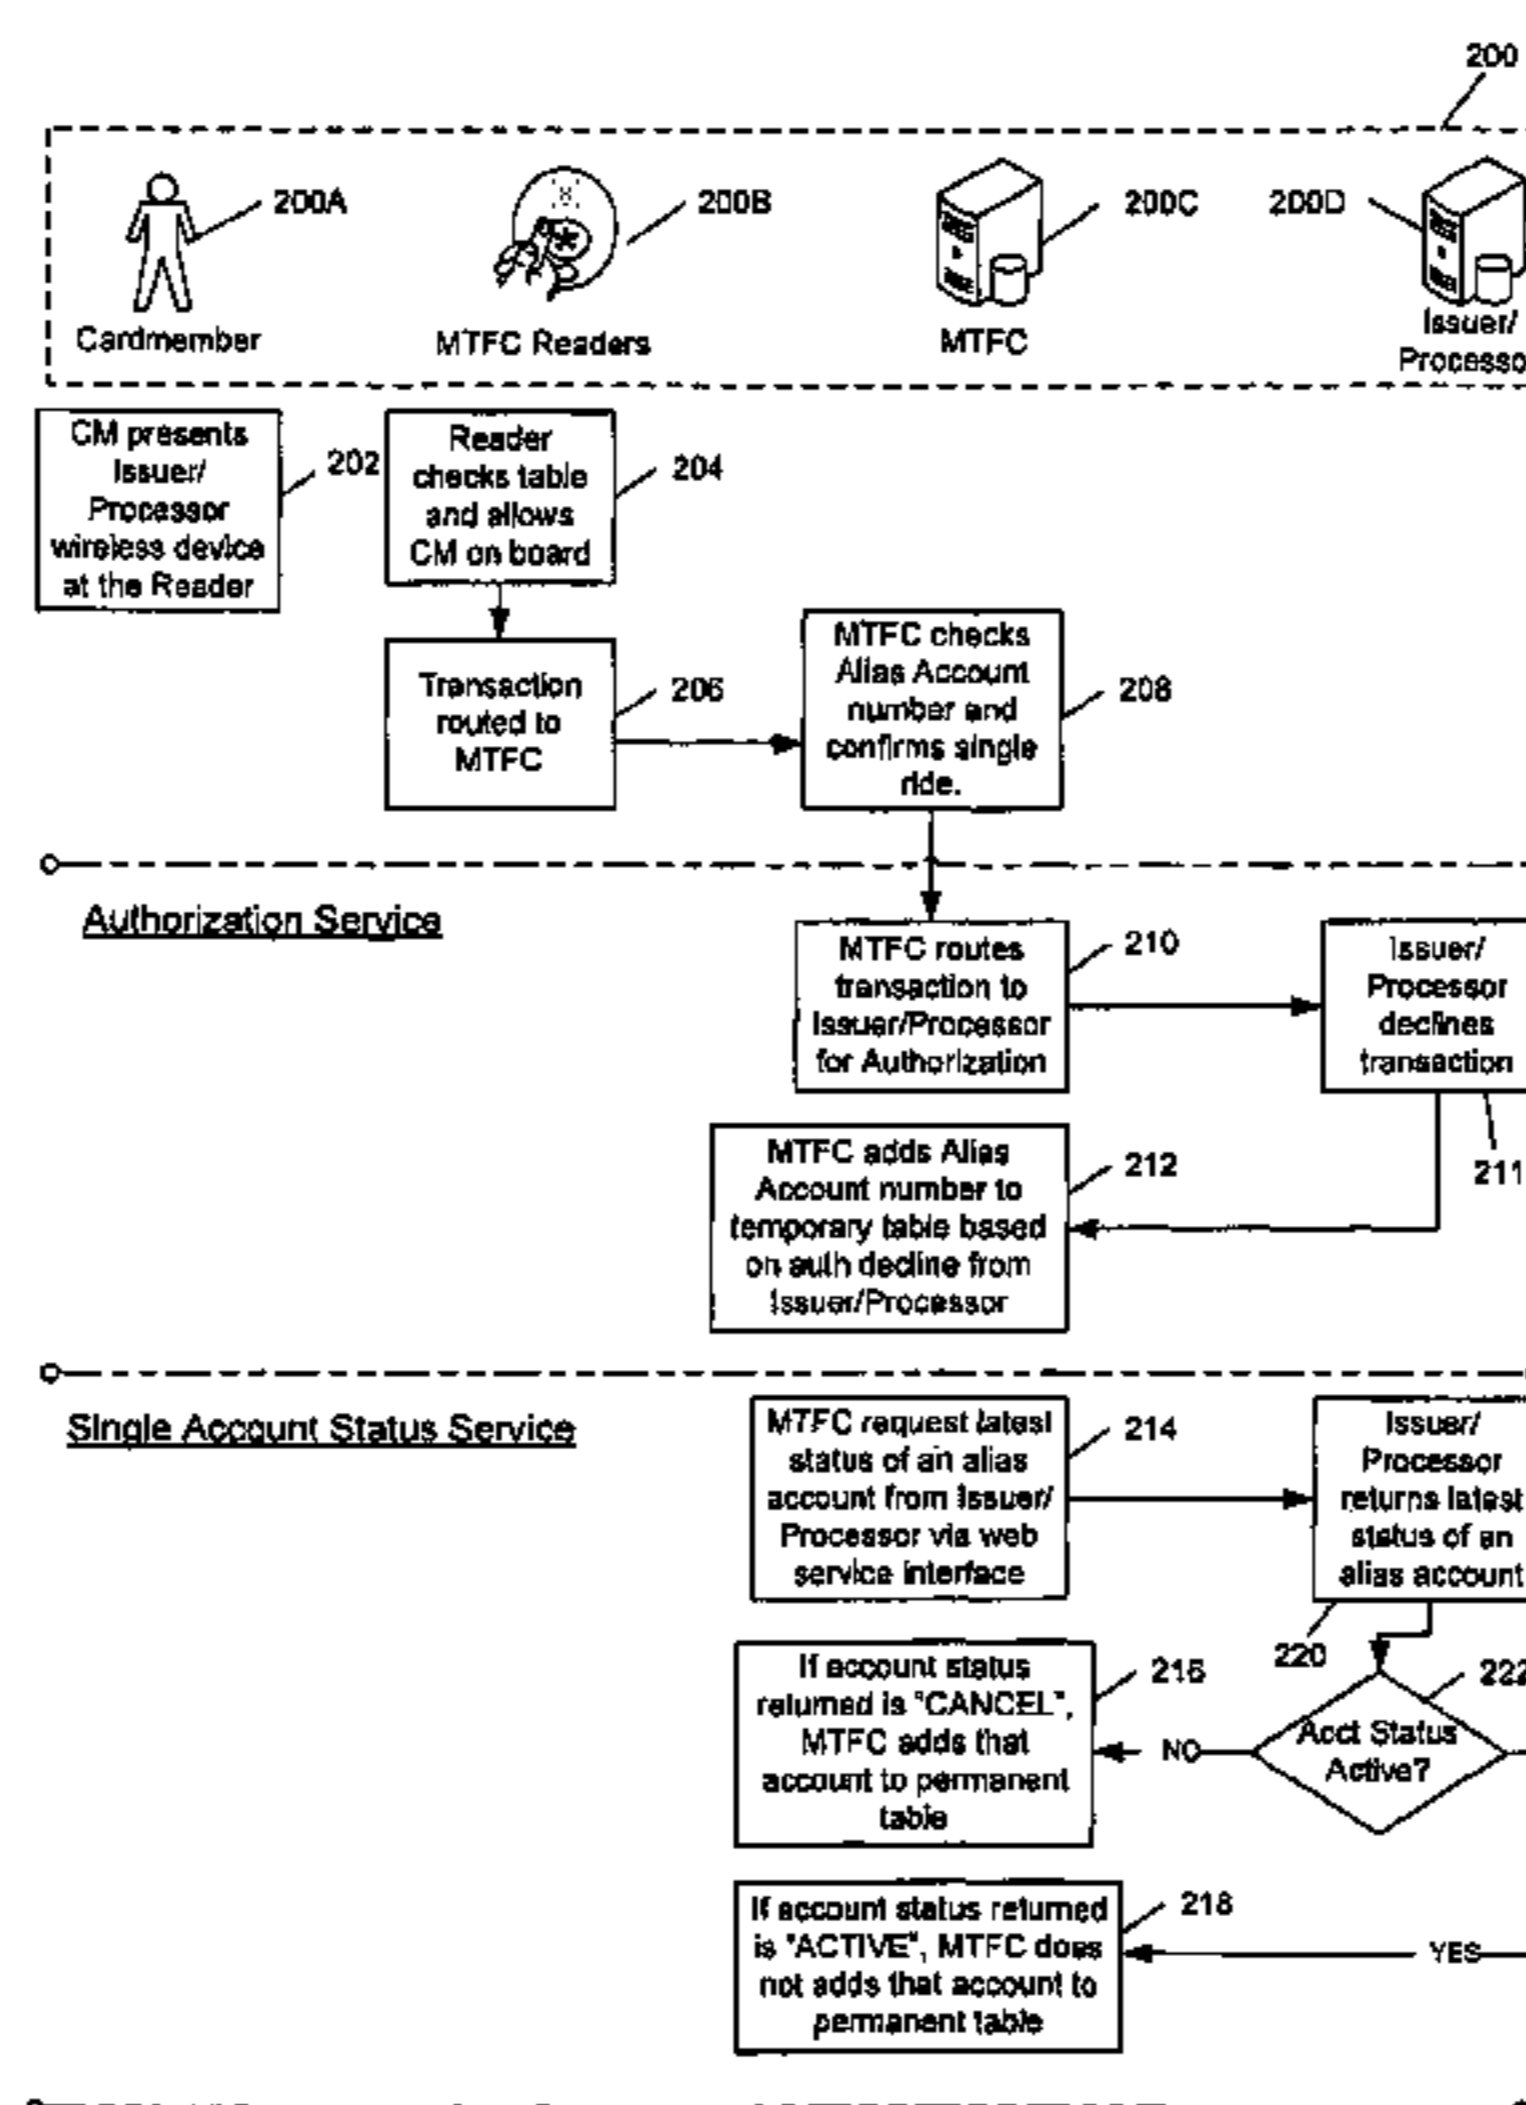 200
200A
200B
200C
200D
Cardmember
MTFC Readers
MTFC
Issuer/
Processo
CM presents
Issuer/
Processor
wireless device
at the Reader
202
Reader
checks table
and allows
CM on board
204
Transaction
routed to
MTFC
206
MTFC checks
Alias Account
number and
confirms single
ride.
208
Authorization Service
MTFC routes
transaction to
Issuer/Processor
for Authorization
210
Issuer/
Processor
declines
transaction
211
MTFC adds Alias
Account number to
temporary table based
on auth decline from
Issuer/Processor
212
Single Account Status Service
MTFC request latest
status of an alias
account from Issuer/
Processor via web
service interface
214
Issuer/
Processor
returns latest
status of an
alias account
220
If account status
returned is "CANCEL",
MTFC adds that
account to permanent
table
216
NO
Acct Status
Active?
222
If account status returned
is "ACTIVE", MTFC does
not adds that account to
permanent table
218
YES